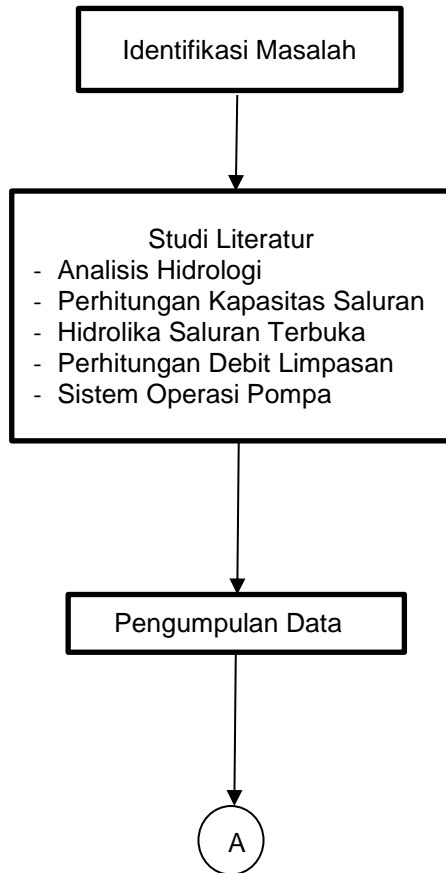 Identifikasi Masalah
Studi Literatur
- Analisis Hidrologi
- Perhitungan Kapasitas Saluran
- Hidrolika Saluran Terbuka
- Perhitungan Debit Limpasan
- Sistem Operasi Pompa
Pengumpulan Data
A